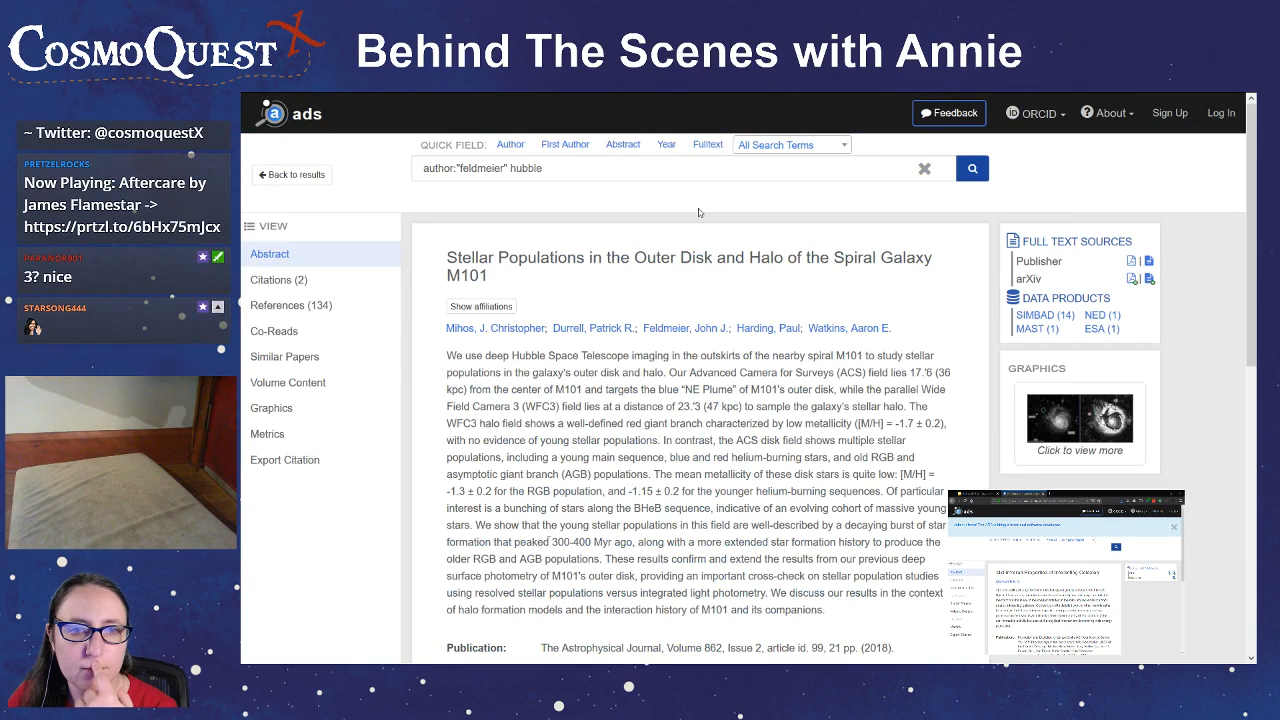 COSMOQUEST X
Behind The Scenes with Annie
~ Twitter: @cosmoquestX
PRETZELROCKS
Now Playing: Aftercare by
James Flamestar ->
https://prtzl.to/6bHx75mJcx
PARANOR001
3? nice
STARSONG444
a ads
Feedback
iD ORCID
About
Sign Up
Log In
QUICK FIELD: Author First Author Abstract Year Fulltext All Search Terms
Back to results
author:"feldmeier" hubble
VIEW
Abstract
Citations (2)
References (134)
Co-Reads
Similar Papers
Volume Content
Graphics
Metrics
Export Citation
Stellar Populations in the Outer Disk and Halo of the Spiral Galaxy
M101
Show affiliations
Mihos, J. Christopher; Durrell, Patrick R.; Feldmeier, John J.; Harding, Paul; Watkins, Aaron E.
We use deep Hubble Space Telescope imaging in the outskirts of the nearby spiral M101 to study stellar
populations in the galaxy's outer disk and halo. Our Advanced Camera for Surveys (ACS) field lies 17.'6 (36
kpc) from the center of M101 and targets the blue “NE Plume” of M101's outer disk, while the parallel Wide
Field Camera 3 (WFC3) field lies at a distance of 23.'3 (47 kpc) to sample the galaxy's stellar halo. The
WFC3 halo field shows a well-defined red giant branch characterized by low metallicity ([M/H] = -1.7 ± 0.2),
with no evidence of young stellar populations. In contrast, the ACS disk field shows multiple stellar
populations, including a young main sequence, blue and red helium-burning stars, and old RGB and
asymptotic giant branch (AGB) populations. The mean metallicity of these disk stars is quite low: [M/H] =
-1.3 ± 0.2 for the RGB population, and -1.15 ± 0.2 for the younger helium-burning sequences. Of particular
interest is a bunching of stars along the BHeB sequence, indicative of an evolving cohort of massive young
stars. We show that the young stellar populations in this field are well-described by a decaying burst of star
formation that peaked 300-400 Myr ago, along with a more extended star formation history to produce the
older RGB and AGB populations. These results confirm and extend the results from our previous deep
surface photometry of M101's outer disk, providing an important cross-check on stellar population studies
using resolved stellar populations versus integrated light photometry. We discuss our results in the context
of halo formation models and the interaction history of M101 and its companions.
Publication: The Astrophysical Journal, Volume 862, Issue 2, article id. 99, 21 pp. (2018).
FULL TEXT SOURCES
Publisher
arXiv
DATA PRODUCTS
SIMBAD (14) NED (1)
MAST (1) ESA (1)
GRAPHICS
Click to view more
ads